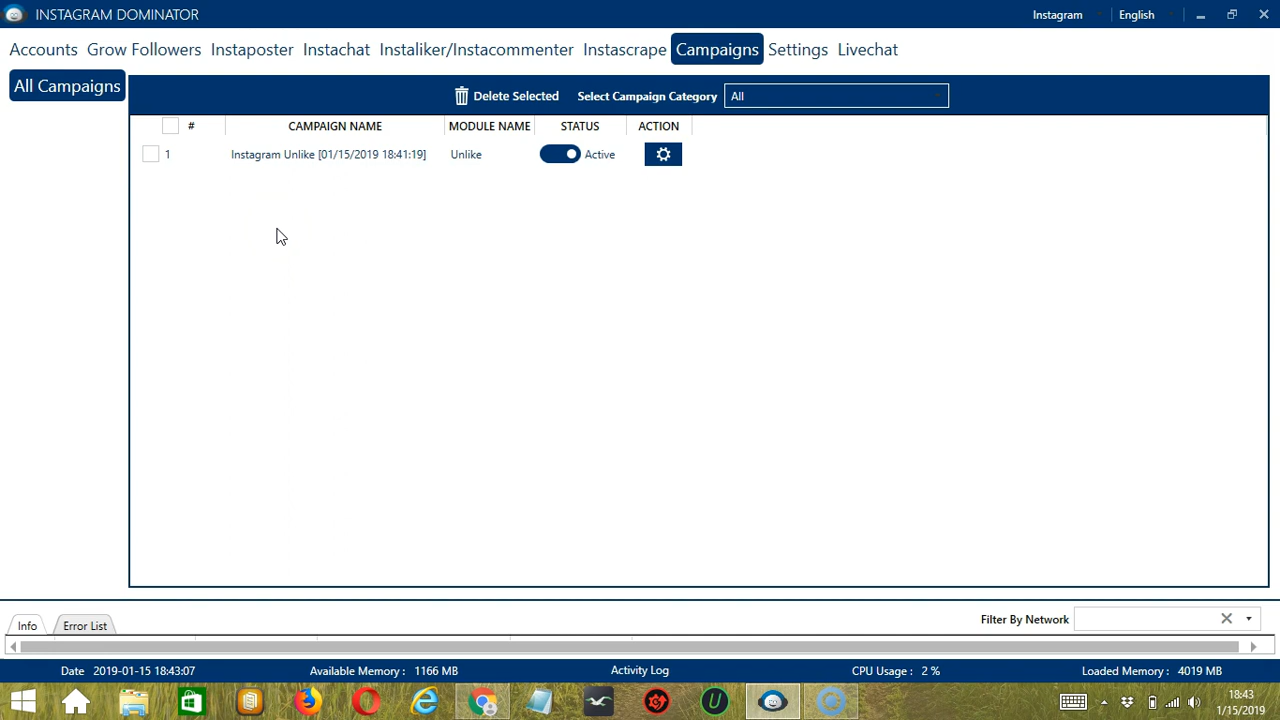 INSTAGRAM DOMINATOR
Instagram
English
Accounts Grow Followers Instaposter Instachat Instaliker/Instacommenter Instascrape Campaigns Settings Livechat
All Campaigns
Delete Selected Select Campaign Category All
# CAMPAIGN NAME MODULE NAME STATUS ACTION
1 Instagram Unlike [01/15/2019 18:41:19] Unlike Active
Filter By Network
Info Error List
Date 2019-01-15 18:43:07 Available Memory : 1166 MB Activity Log CPU Usage : 2 % Loaded Memory : 4019 MB
18:43
1/15/2019